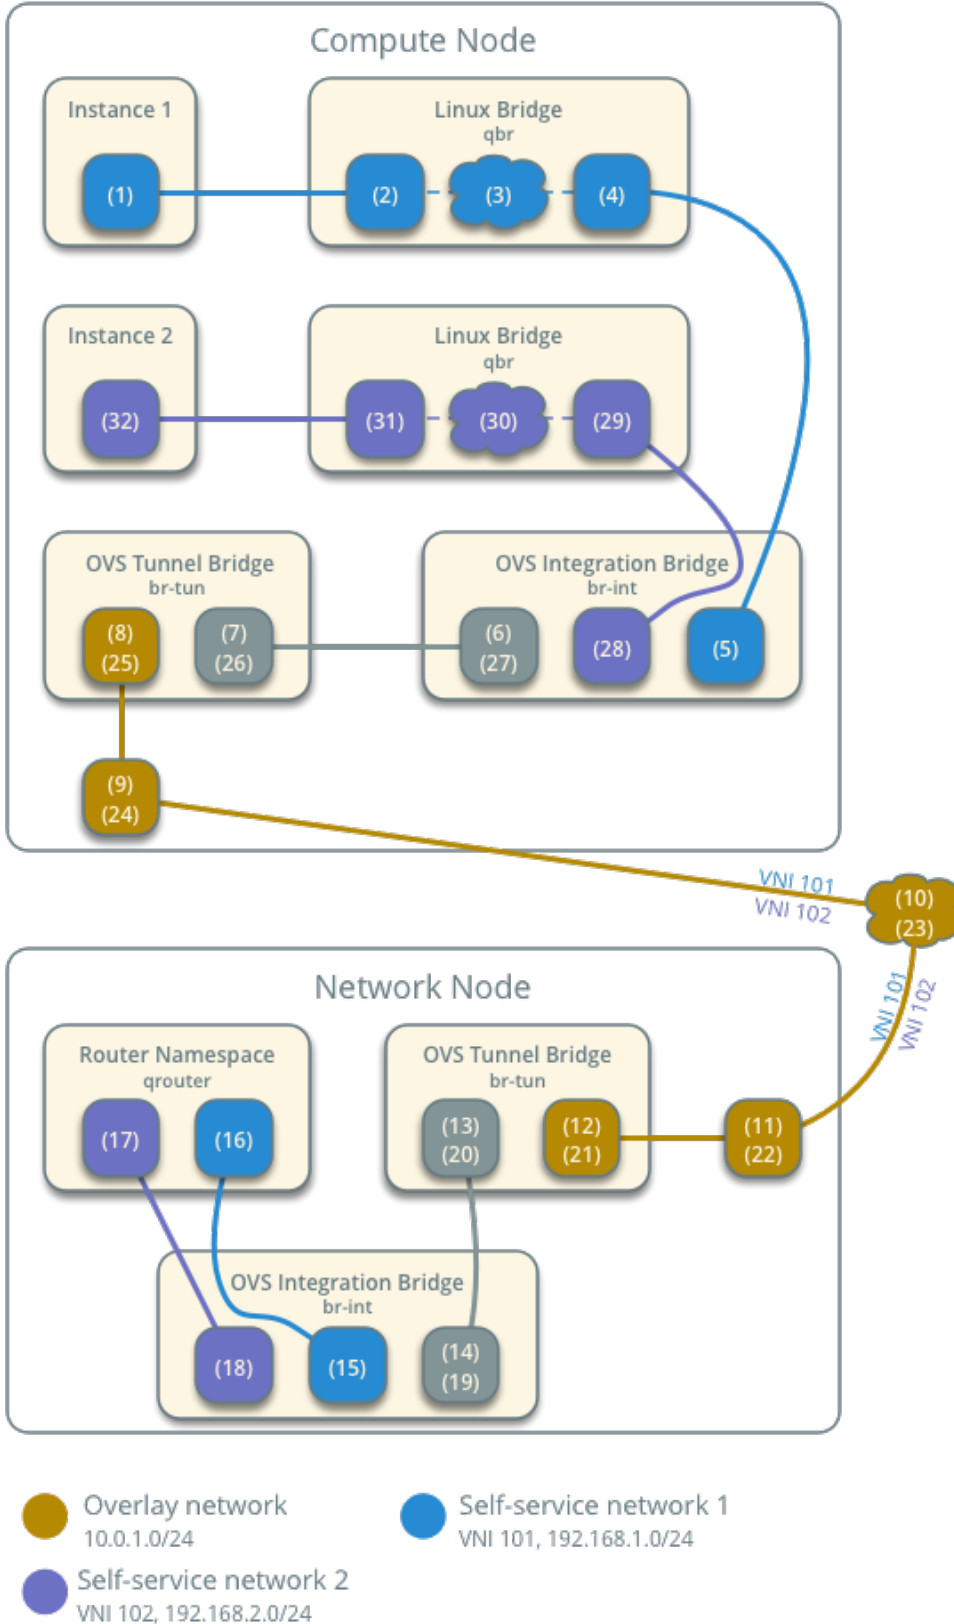 Compute Node
Instance 1
Linux Bridge
qbr
(1)
(2)
(3)
(4)
Instance 2
Linux Bridge
qbr
(32)
(31)
(30)
(29)
OVS Tunnel Bridge
br-tun
OVS Integration Bridge
br-int
(8)
(25)
(7)
(26)
(6)
(27)
(28)
(5)
(9)
(24)
VNI 101
VNI 102
(10)
(23)
VNI 101
VNI 102
Network Node
Router Namespace
qrouter
OVS Tunnel Bridge
br-tun
(17)
(16)
(13)
(20)
(12)
(21)
(11)
(22)
OVS Integration Bridge
br-int
(18)
(15)
(14)
(19)
Overlay network
10.0.1.0/24
Self-service network 1
VNI 101, 192.168.1.0/24
Self-service network 2
VNI 102, 192.168.2.0/24